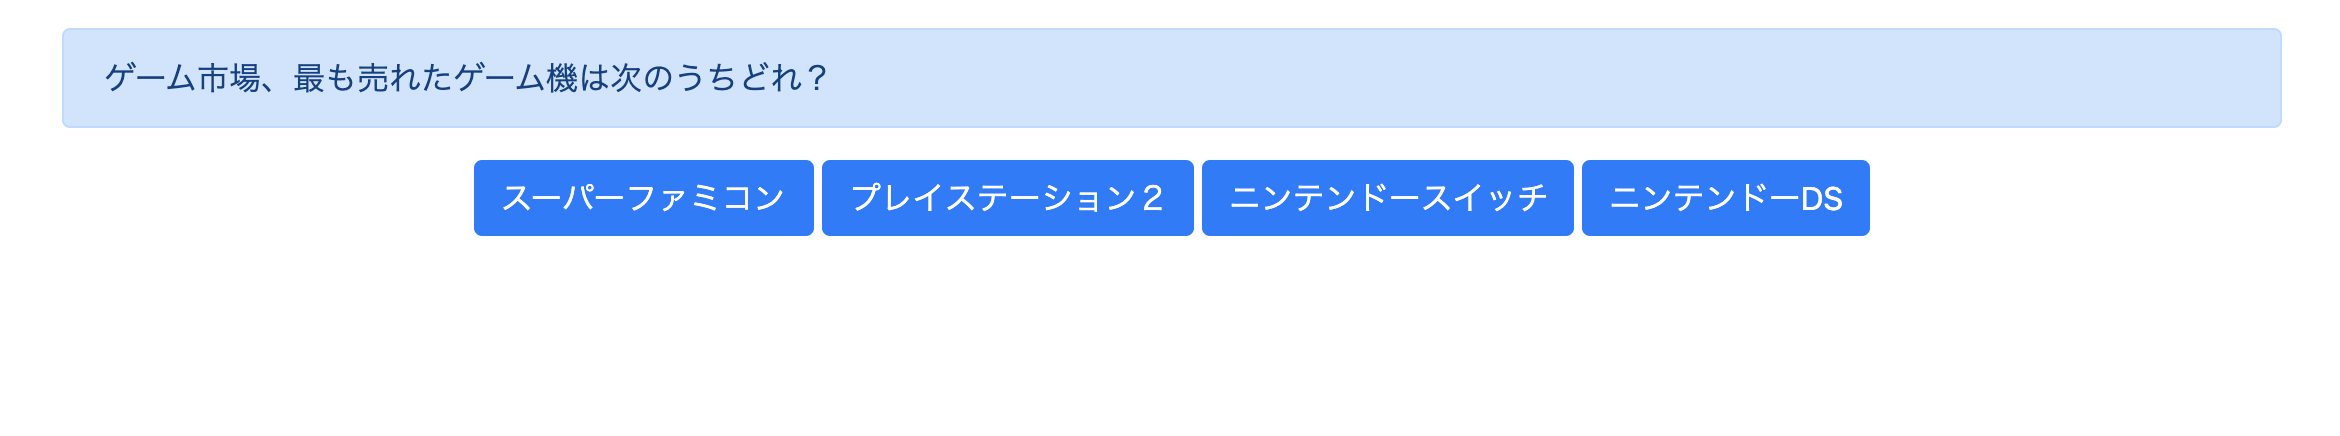 ゲーム市場、最も売れたゲーム機は次のうちどれ？
スーパーファミコン プレイステーション２ ニンテンドースイッチ ニンテンドーDS